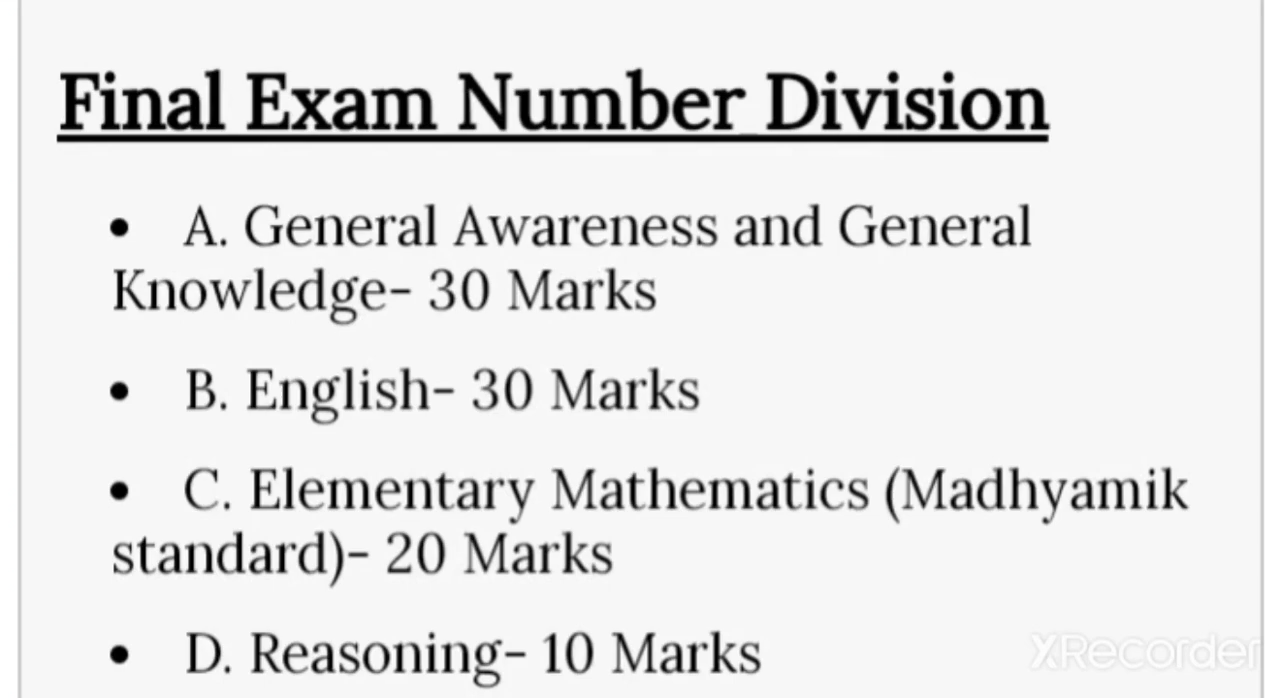 Final Exam Number Division
• A. General Awareness and General
Knowledge- 30 Marks
• B. English- 30 Marks
• C. Elementary Mathematics (Madhyamik
standard)- 20 Marks
• D. Reasoning- 10 Marks
XRecorder